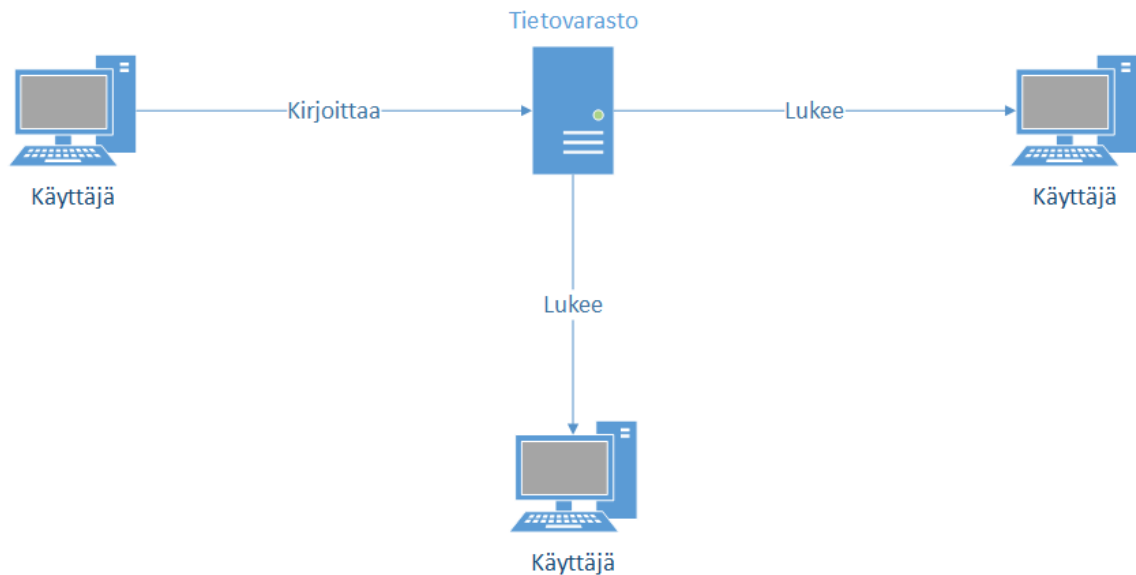 Tietovarasto
Kirjoittaa
Lukee
Käyttäjä
Käyttäjä
Lukee
Käyttäjä